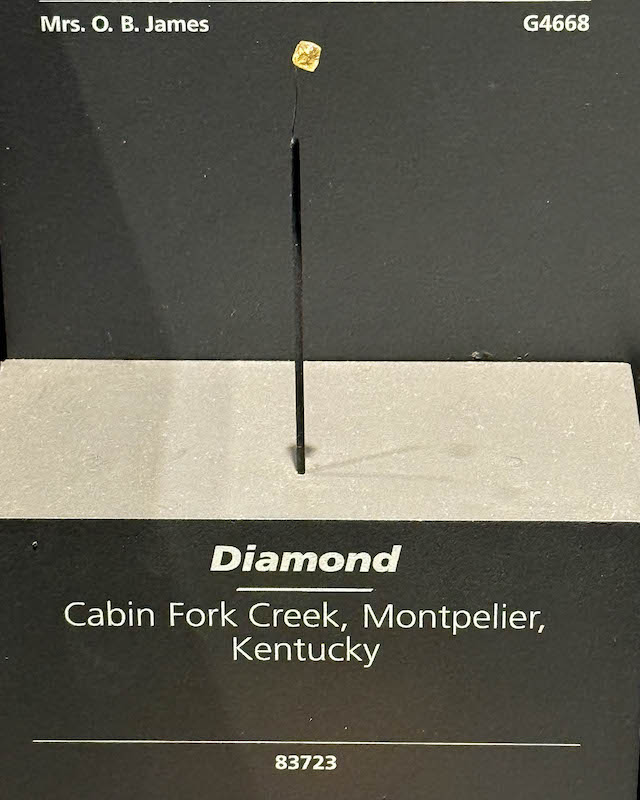 Mrs. O. B. James G4668
Diamond
Cabin Fork Creek, Montpelier,
Kentucky
83723